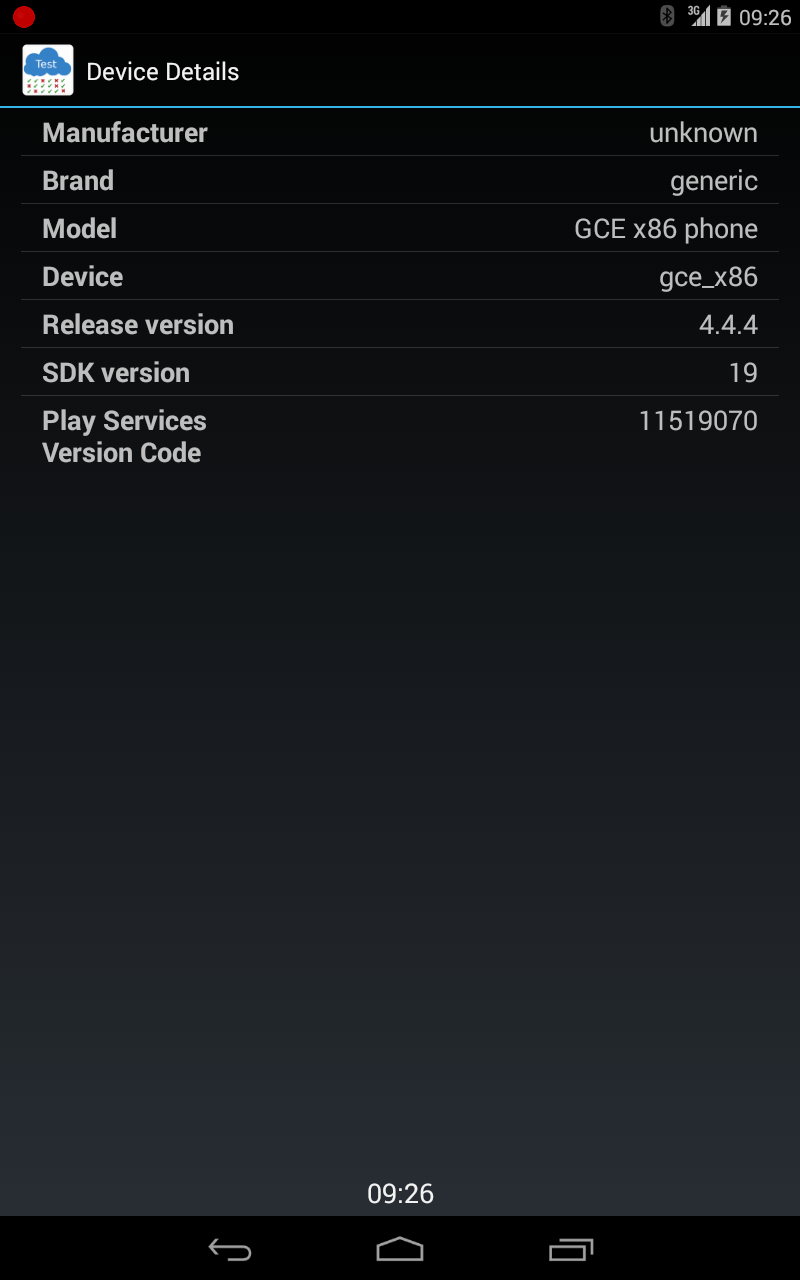 3G 09:26
Test
Device Details
Manufacturer unknown
Brand generic
Model GCE x86 phone
Device gce_x86
Release version 4.4.4
SDK version 19
Play Services 11519070
Version Code
09:26